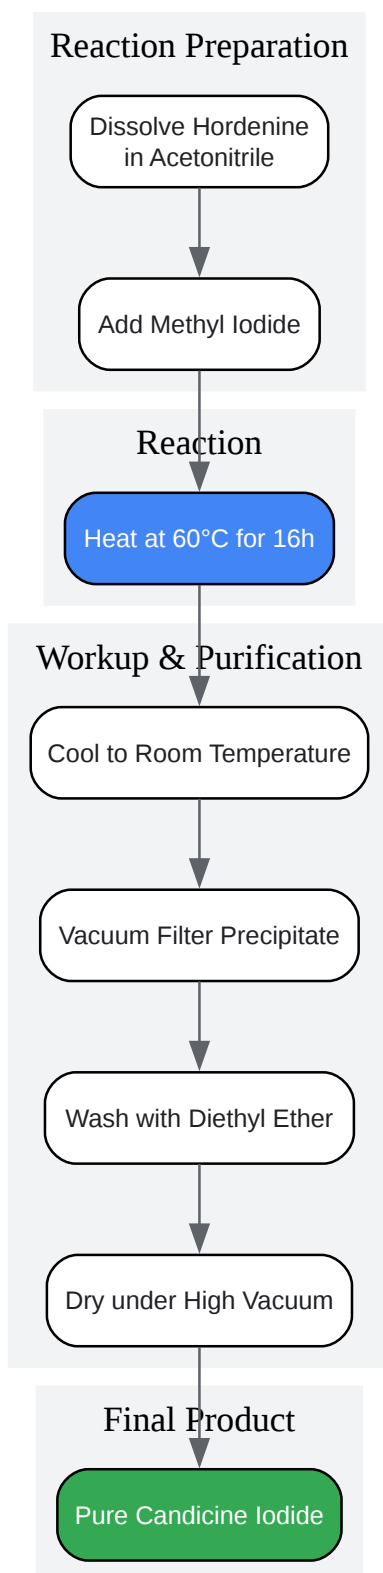 Reaction Preparation
Dissolve Hordenine
in Acetonitrile
Add Methyl Iodide
Reaction
Heat at 60°C for 16h
Workup & Purification
Cool to Room Temperature
Vacuum Filter Precipitate
Wash with Diethyl Ether
Dry under High Vacuum
Final Product
Pure Candicine Iodide